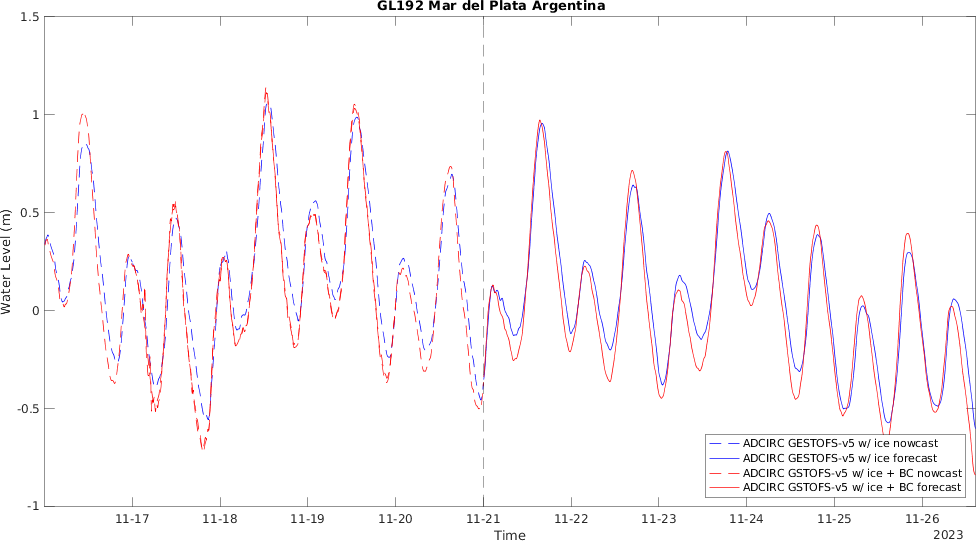 GL192 Mar del Plata Argentina
Water Level (m)
1.5
1
0.5
0
-0.5
-1
11-17 11-18 11-19 11-20 11-21 11-22 11-23 11-24 11-25 11-26
Time
2023
ADCIRC GESTOFS-v5 w/ ice nowcast
ADCIRC GESTOFS-v5 w/ ice forecast
ADCIRC GSTOFS-v5 w/ ice + BC nowcast
ADCIRC GSTOFS-v5 w/ ice + BC forecast